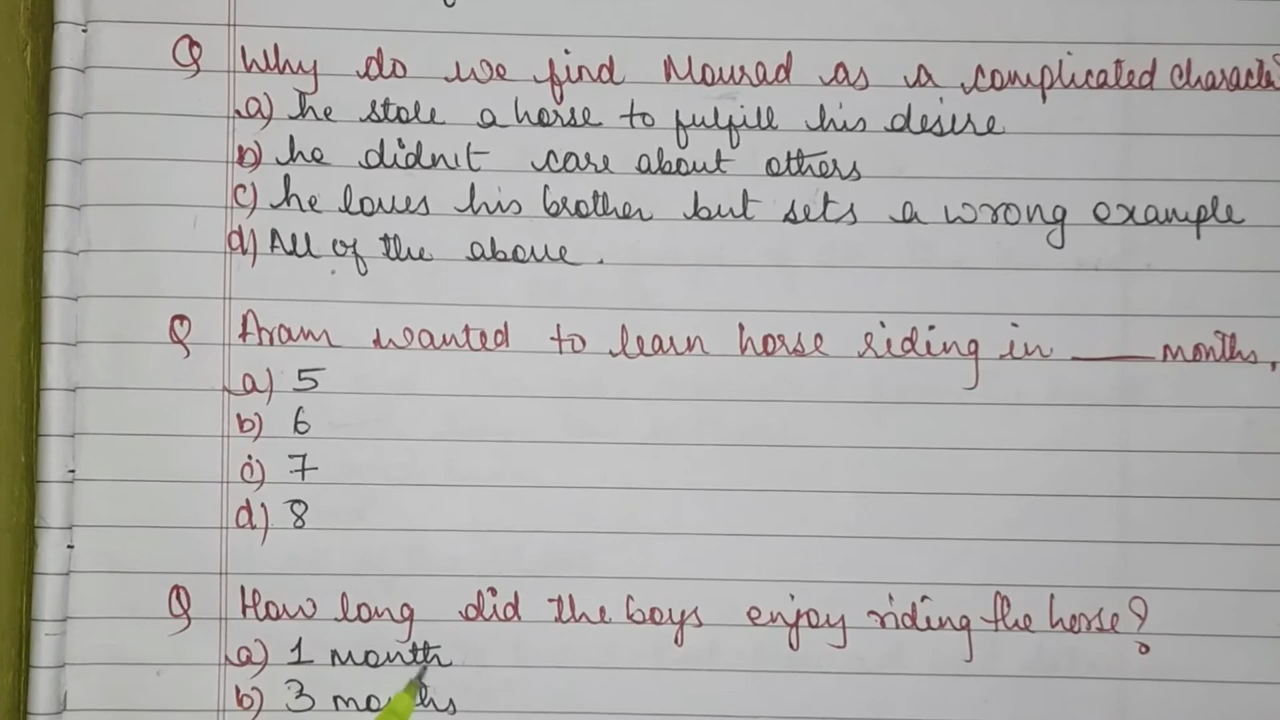 Q Why do we find Mourad as a complicated character
a) he stole a horse to fulfill his desire
b) he didn't care about others
c) he loves his brother but sets a wrong example
d) All of the above.
Q Aram wanted to learn horse riding in ___ months.
a) 5
b) 6
c) 7
d) 8
Q How long did the boys enjoy riding the horse?
a) 1 month
b) 3 months